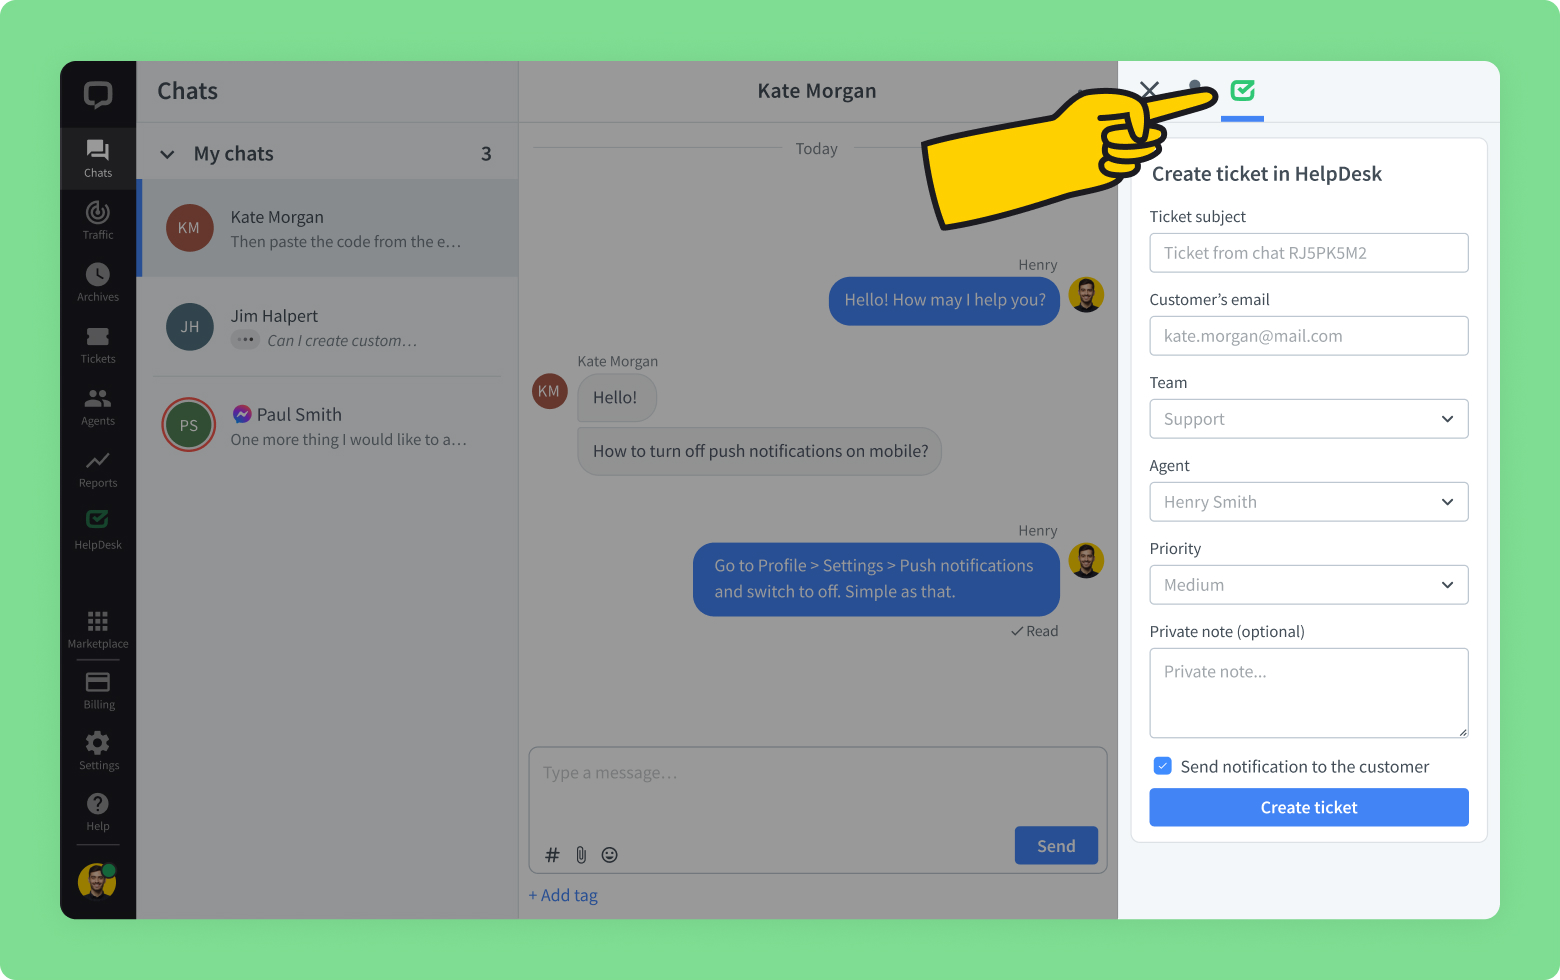 Chats
Traffic
Archives
Tickets
Agents
Reports
HelpDesk
Marketplace
Billing
Settings
Help
Chats
My chats 3
KM
Kate Morgan
Then paste the code from the e…
JH
Jim Halpert
Can I create custom…
PS
Paul Smith
One more thing I would like to a…
Kate Morgan
Today
Henry
Hello! How may I help you?
Kate Morgan
KM
Hello!
How to turn off push notifications on mobile?
Henry
Go to Profile > Settings > Push notifications
and switch to off. Simple as that.
Read
Type a message…
#
Send
+ Add tag
Create ticket in HelpDesk
Ticket subject
Ticket from chat RJ5PK5M2
Customer’s email
kate.morgan@mail.com
Team
Support
Agent
Henry Smith
Priority
Medium
Private note (optional)
Private note...
Send notification to the customer
Create ticket